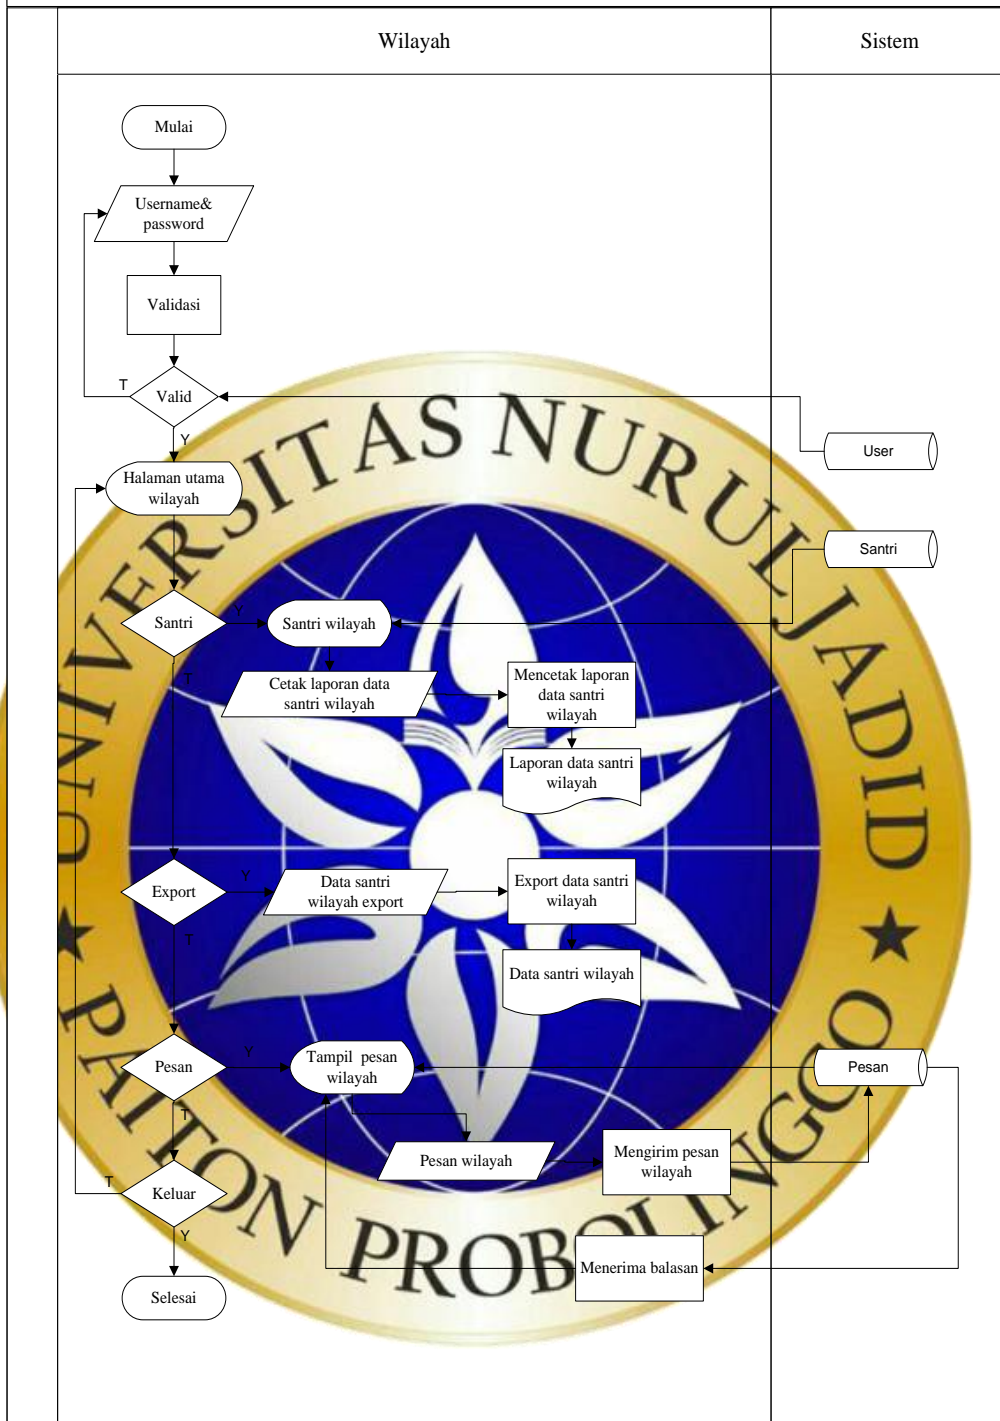 Wilayah
Sistem
Mulai
Username&
password
Validasi
T
Valid
Y
User
Halaman utama
wilayah
Santri
Santri
Y
Santri wilayah
T
Cetak laporan data
santri wilayah
Mencetak laporan
data santri
wilayah
Laporan data santri
wilayah
Export
Y
Data santri
wilayah export
Export data santri
wilayah
T
Data santri wilayah
Pesan
Y
Tampil pesan
wilayah
Pesan
T
Pesan wilayah
Mengirim pesan
wilayah
T
Keluar
Y
Menerima balasan
Selesai
UNIVERSITAS NURUL JADID
PAITON PROBOLINGGO